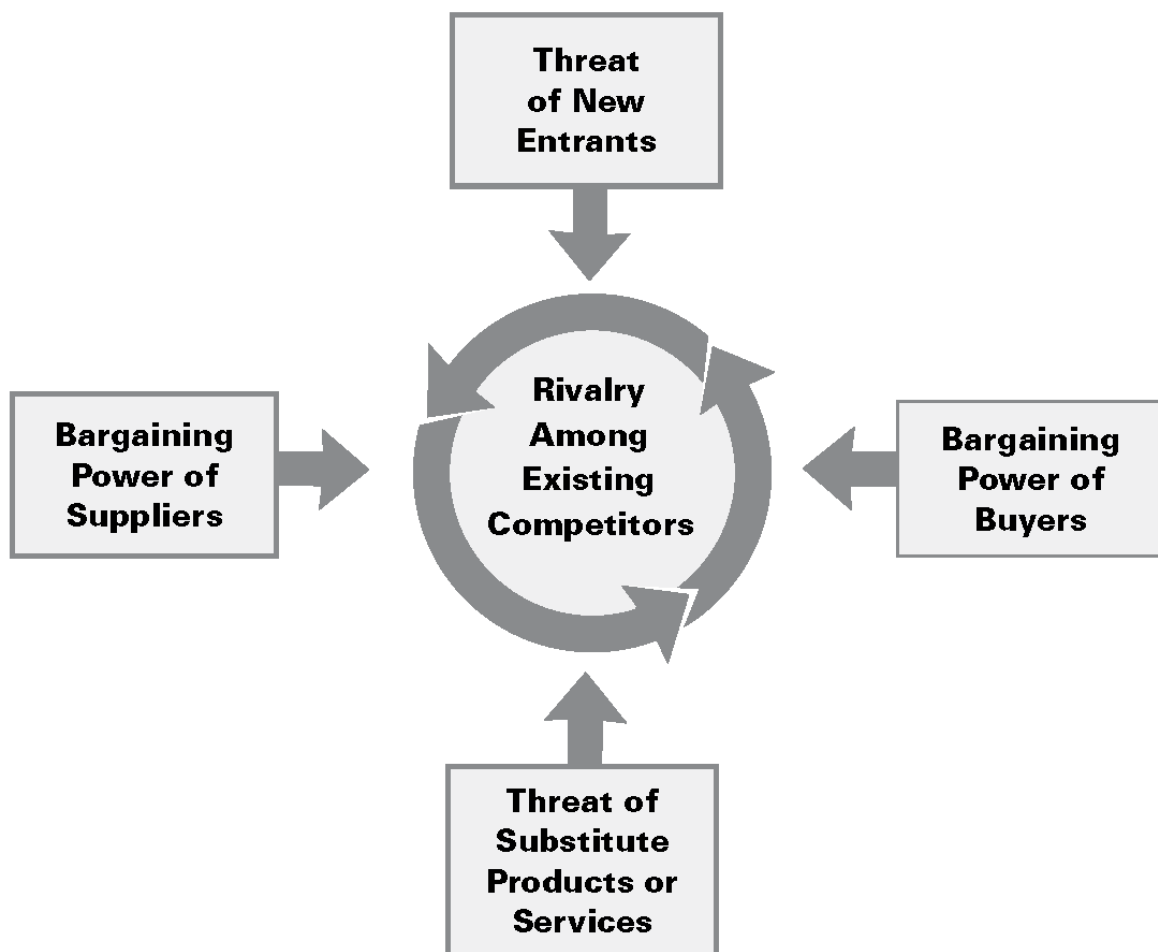 Threat
of New
Entrants
Bargaining
Power of
Suppliers
Rivalry
Among
Existing
Competitors
Bargaining
Power of
Buyers
Threat of
Substitute
Products or
Services